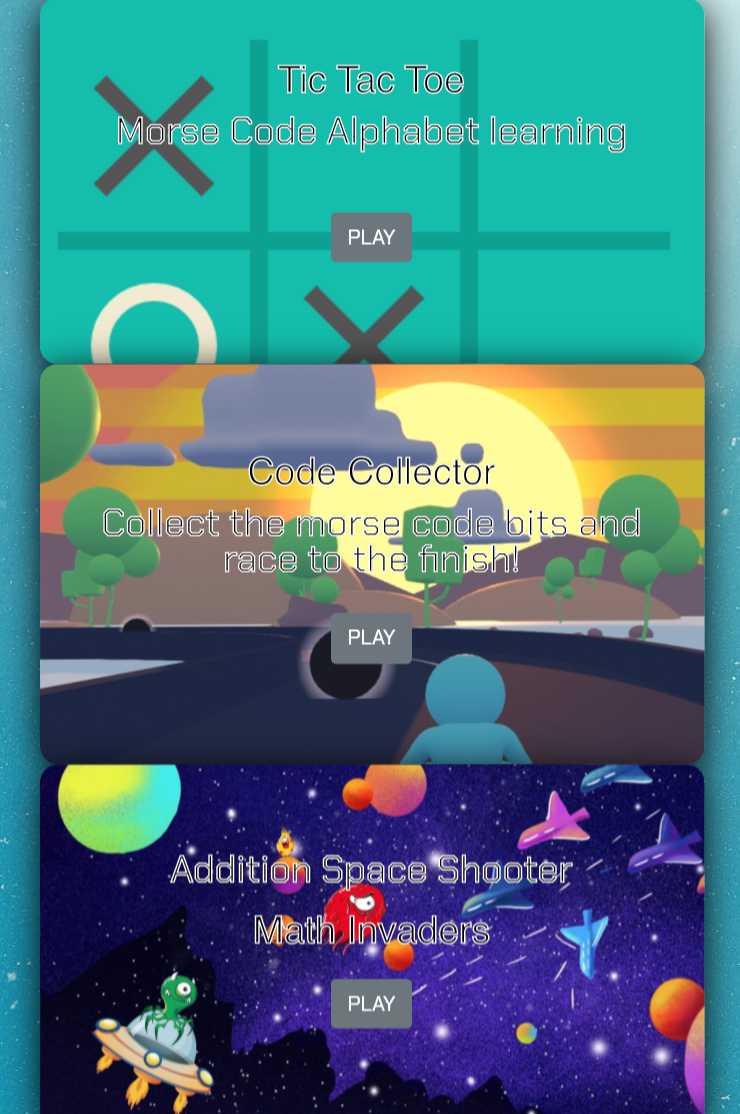 Tic Tac Toe
Morse Code Alphabet learning
PLAY
Code Collector
Collect the morse code bits and
race to the finish!
PLAY
Addition Space Shooter
Math Invaders
PLAY